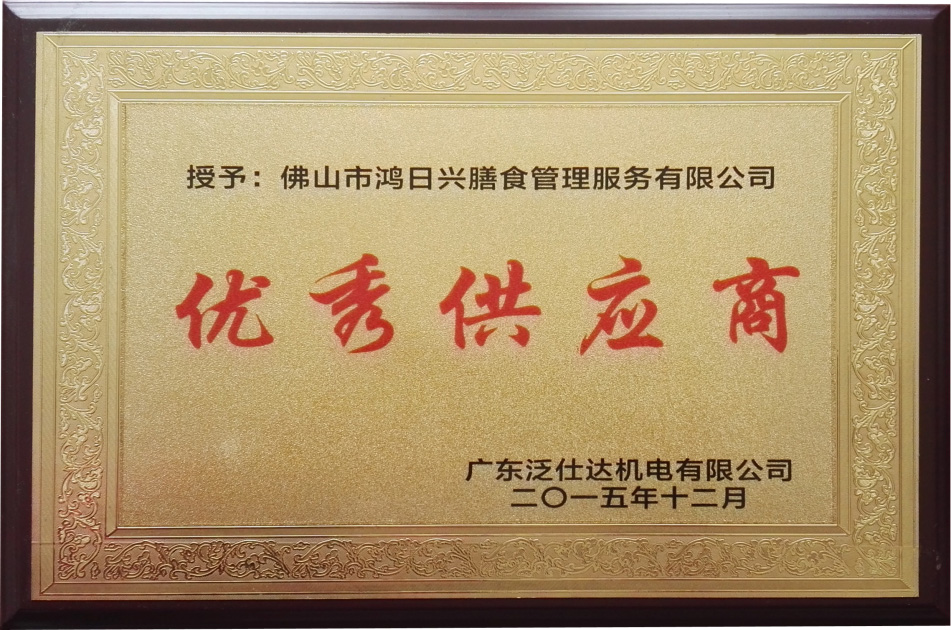 授予：佛山市鸿日兴膳食管理服务有限公司
优秀供应商
广东泛仕达机电有限公司
二〇一五年十二月